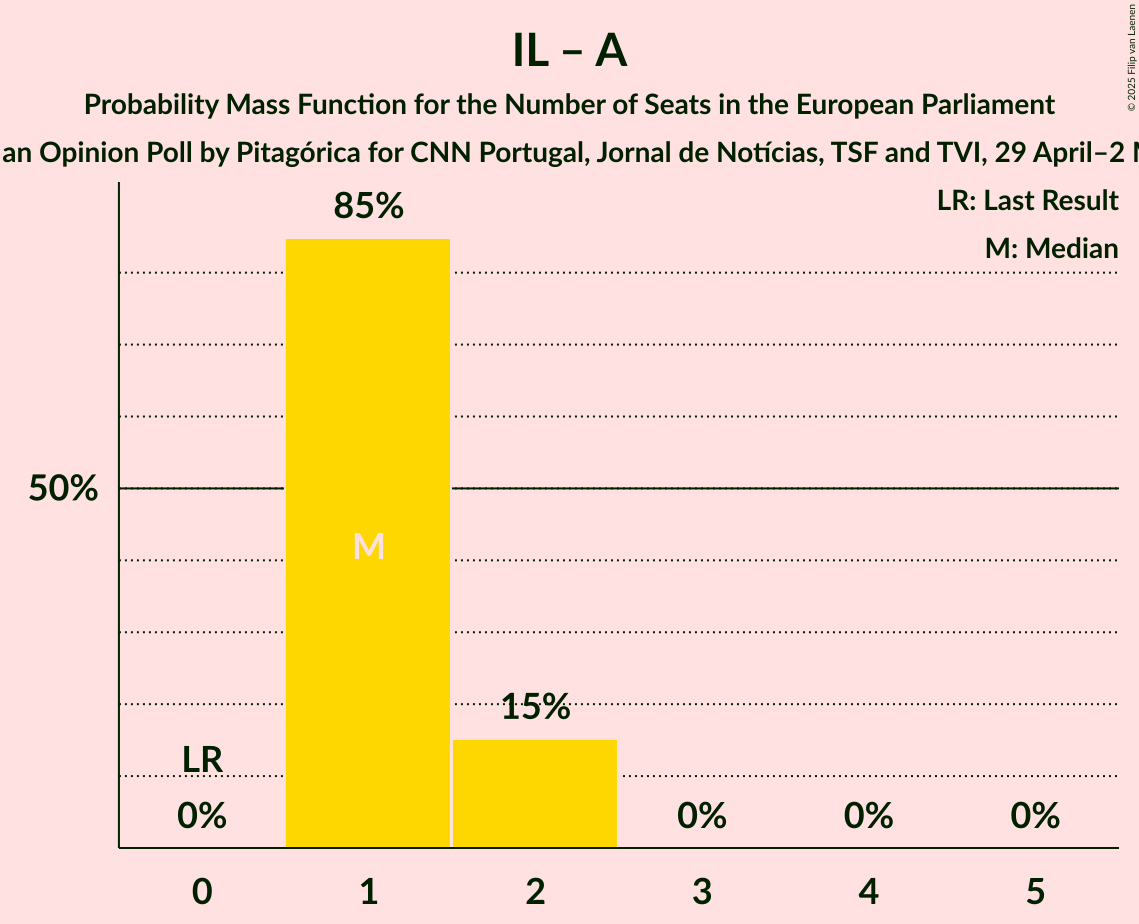 IL – A
Probability Mass Function for the Number of Seats in the European Parliament
an Opinion Poll by Pitagórica for CNN Portugal, Jornal de Notícias, TSF and TVI, 29 April–2
© 2025 Filip van Laenen
LR: Last Result
M: Median
85%
50%
M
15%
LR
0%
0%
0%
0%
0
1
2
3
4
5